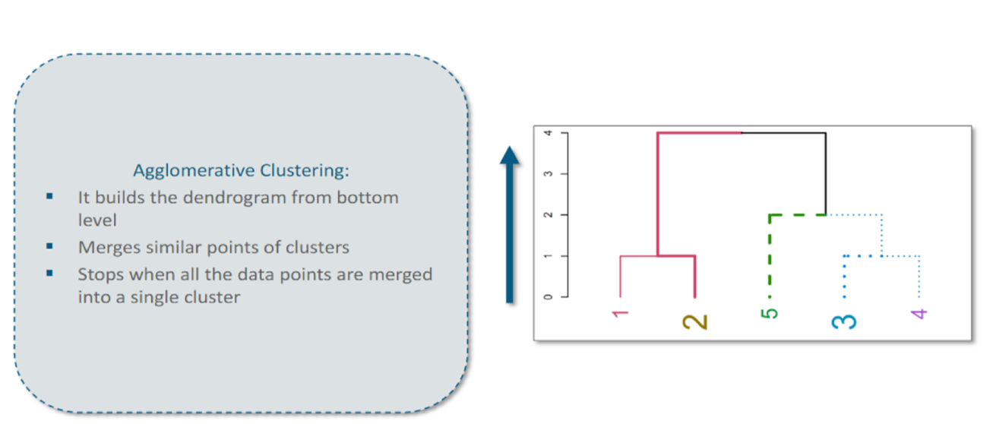 Agglomerative Clustering:
▪ It builds the dendrogram from bottom
level
▪ Merges similar points of clusters
▪ Stops when all the data points are merged
into a single cluster
4
3
2
1
0
1
2
5
3
4